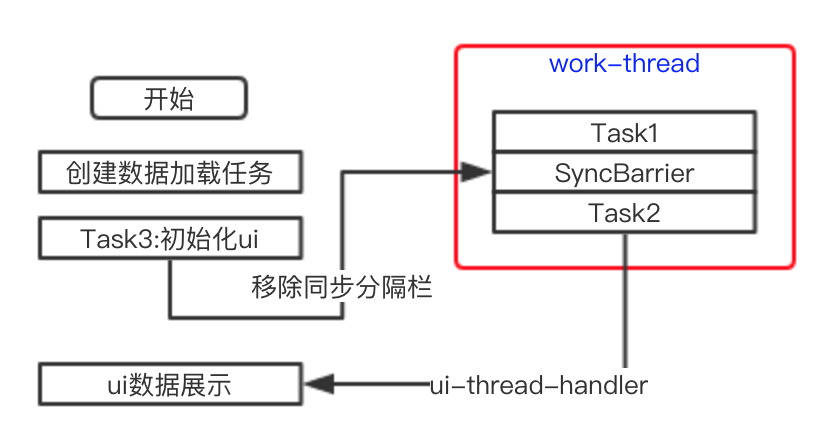 开始
创建数据加载任务
Task3:初始化ui
移除同步分隔栏
ui数据展示
work-thread
Task1
SyncBarrier
Task2
ui-thread-handler